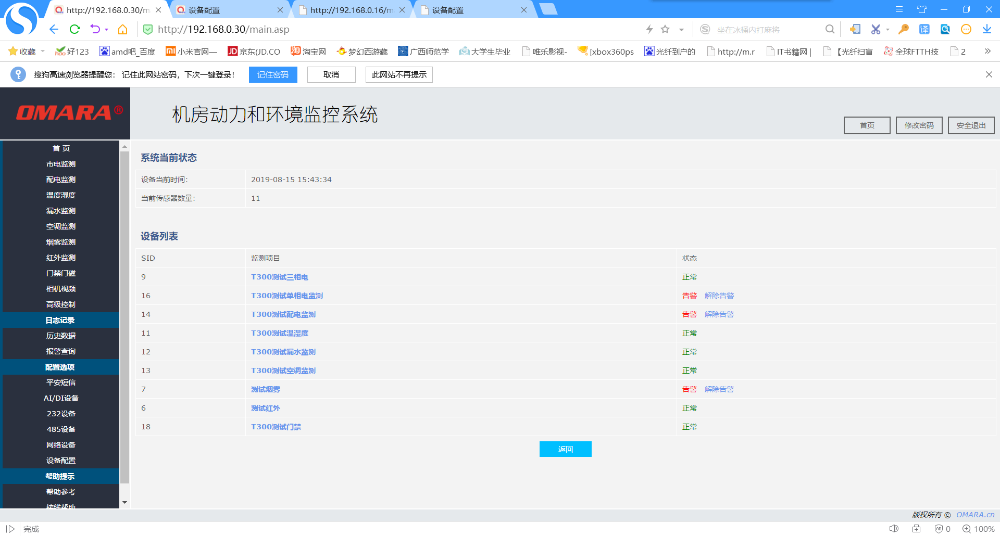 http://192.168.0.30/m
设备配置
http://192.168.0.16/m
设备配置
http://192.168.0.30/main.asp
坐在冰桶内打麻将
译
收藏
好123
amd吧_百度
小米官网—
京东(JD.CO
淘宝网
梦幻西游藏
广西师范学
大学生毕业
唯乐影视-
[xbox360ps
光纤到户的
http://m.r
IT书籍网 |
【光纤扫盲
全球FTTH技
2
搜狗高速浏览器提醒您： 记住此网站密码，下次一键登录！
记住密码
取消
此网站不再提示
OMARA®
机房动力和环境监控系统
首页
修改密码
安全退出
首 页
市电监测
配电监测
温度湿度
漏水监测
空调监测
烟雾监测
红外监测
门禁门磁
相机视频
高级控制
日志记录
历史数据
报警查询
配置选项
平安短信
AI/DI设备
232设备
485设备
网络设备
设备配置
帮助提示
帮助参考
接线帮助
系统当前状态
设备当前时间： 2019-08-15 15:43:34
当前传感器数量： 11
设备列表
SID 监测项目 状态
9 T300测试三相电 正常
16 T300测试单相电监测 告警 解除告警
14 T300测试配电监测 告警 解除告警
11 T300测试温湿度 正常
12 T300测试漏水监测 正常
13 T300测试空调监测 正常
7 测试烟雾 告警 解除告警
6 测试红外 正常
18 T300测试门禁 正常
返回
版权所有 © OMARA.cn
完成
0
100%